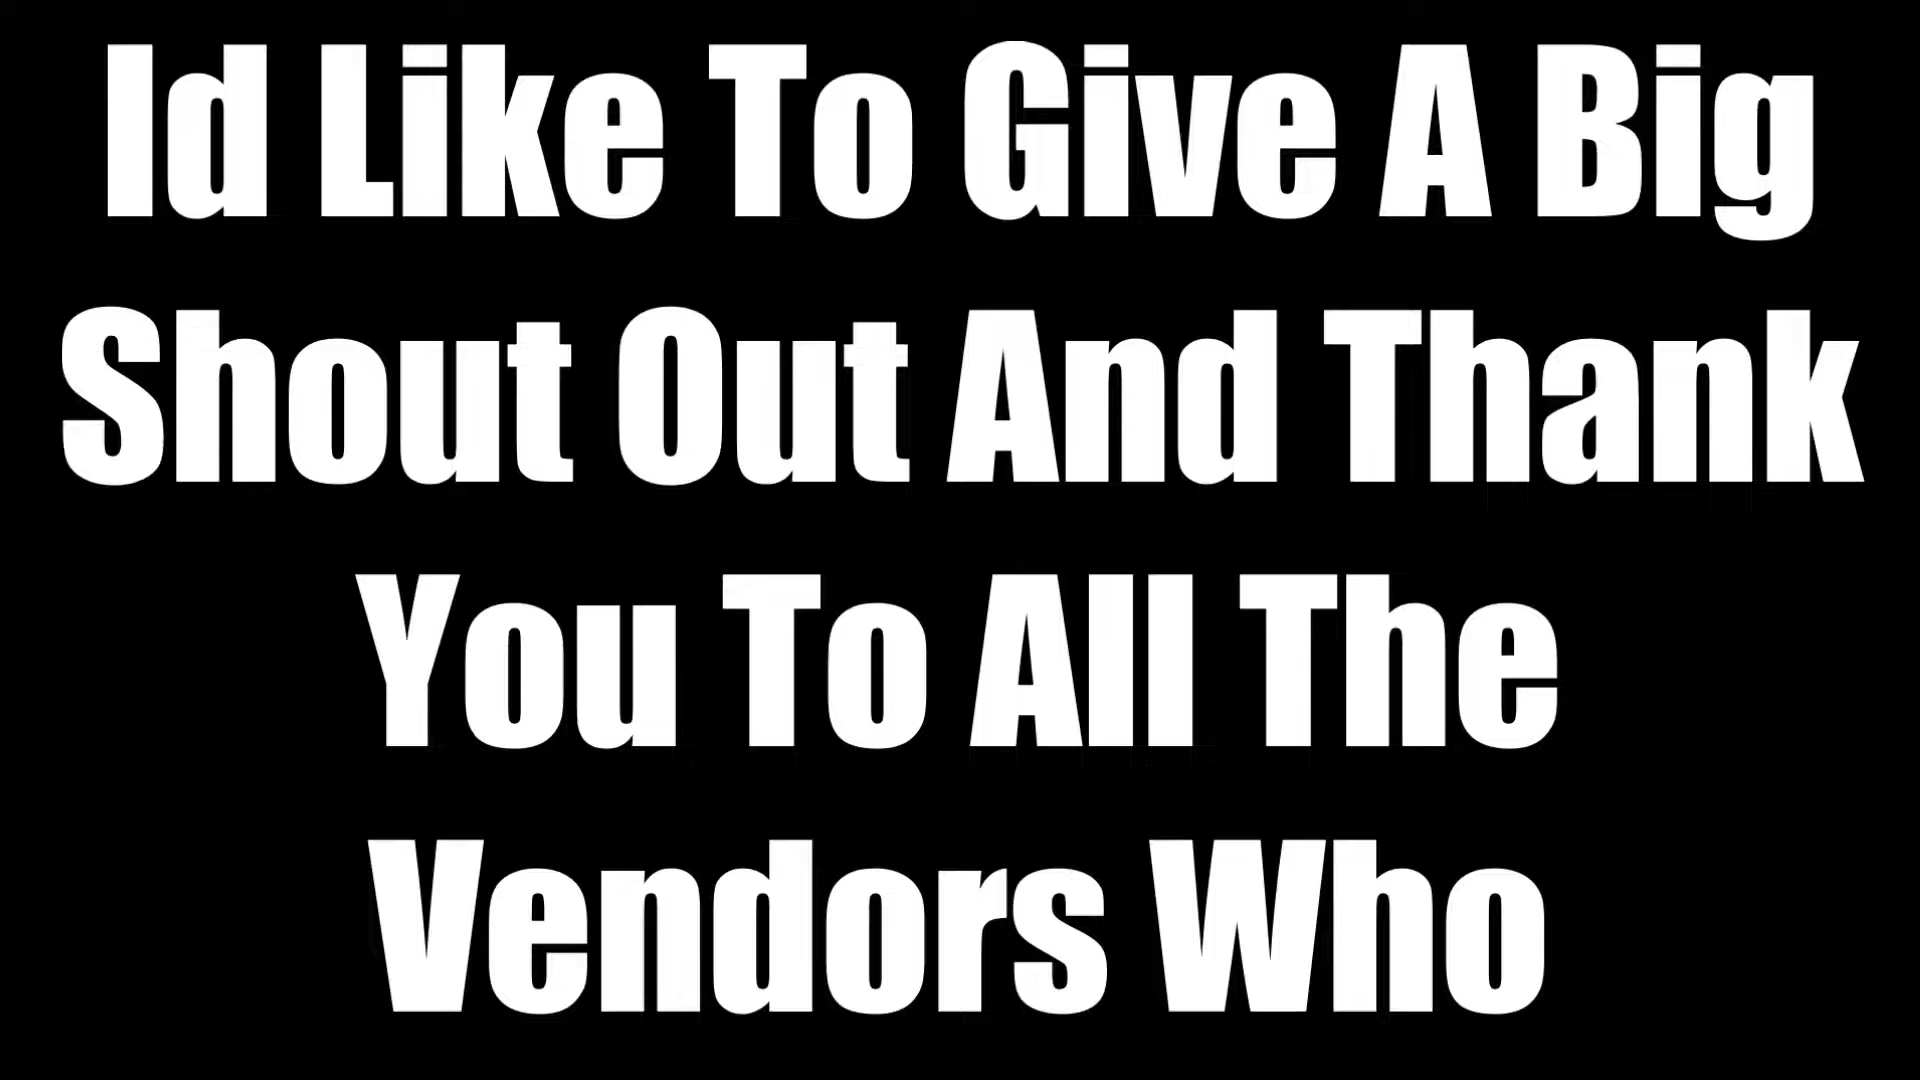 Id Like To Give A Big
Shout Out And Thank
You To All The
Vendors Who